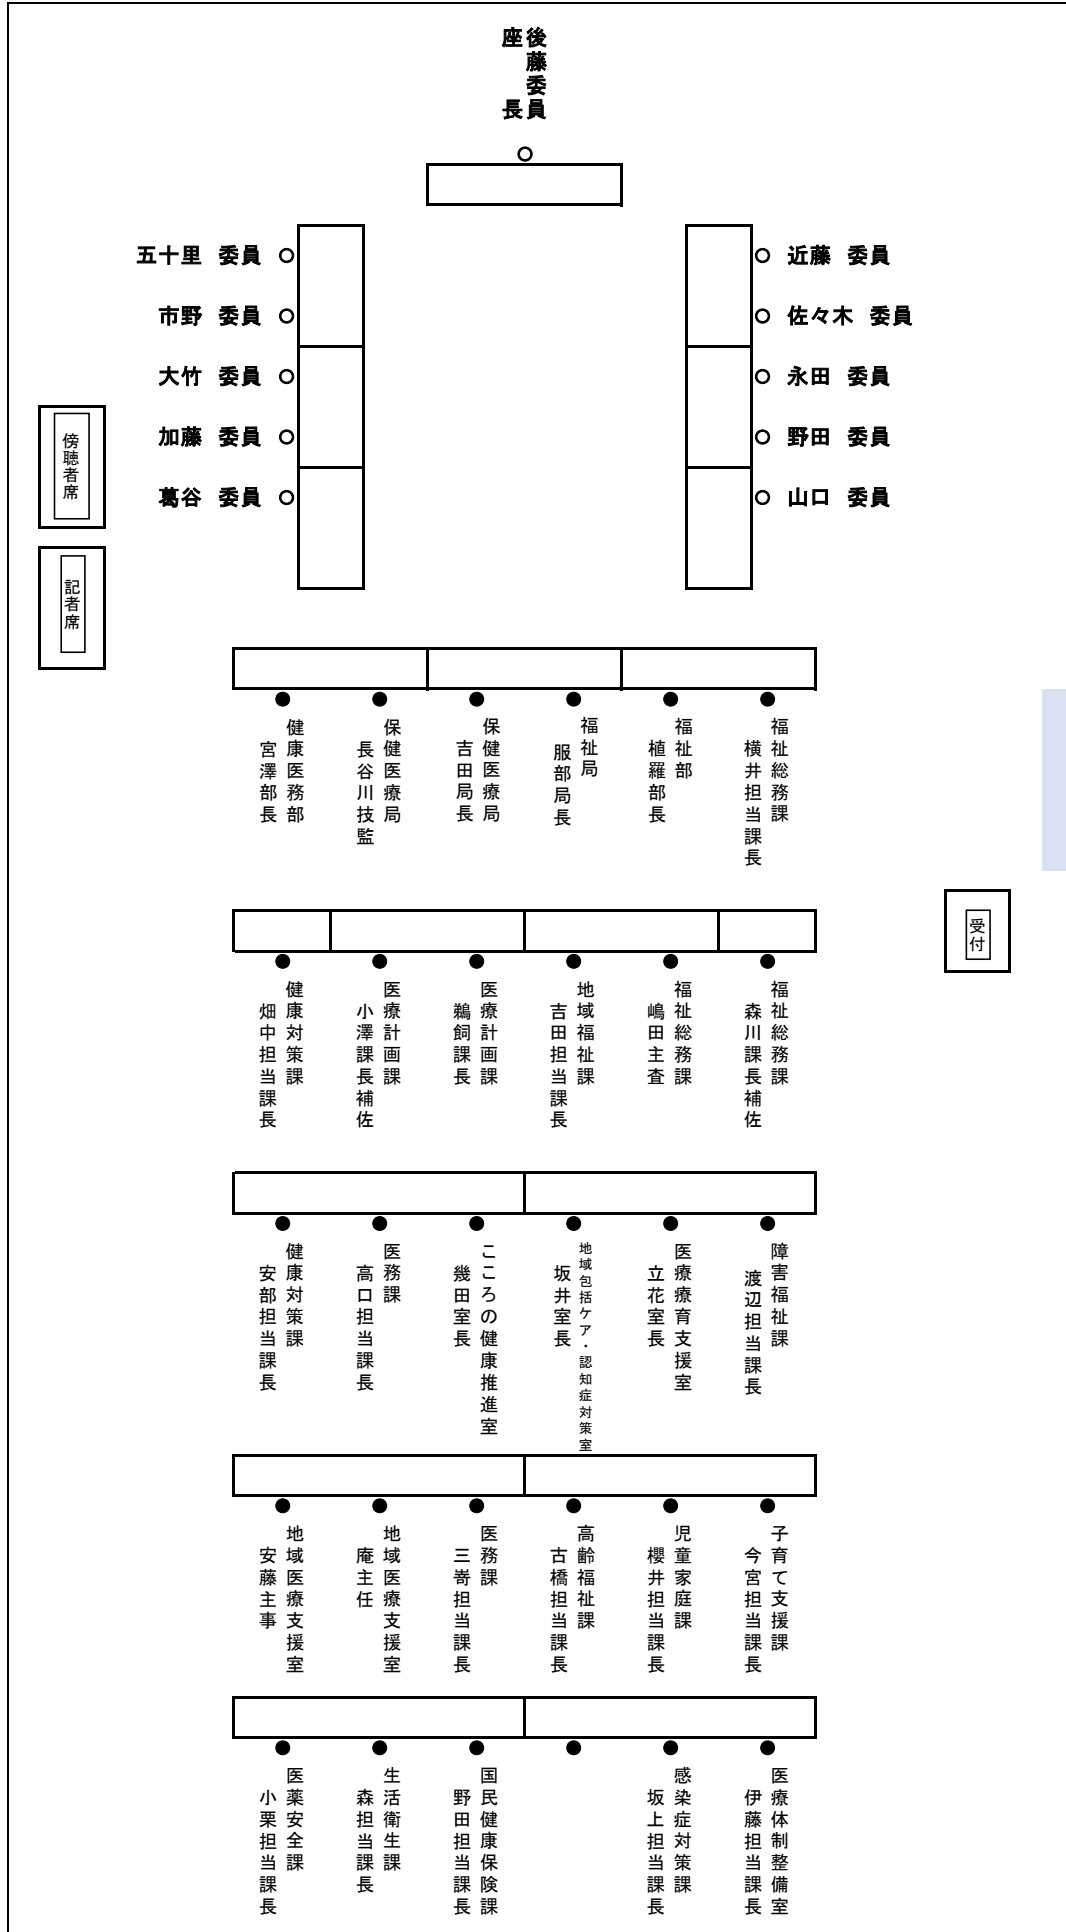 後藤委員
座長
五十里 委員
近藤 委員
市野 委員
佐々木 委員
大竹 委員
永田 委員
加藤 委員
野田 委員
葛谷 委員
山口 委員
傍聴者席
記者席
福祉総務課
横井担当課長
福祉部
植羅部長
福祉局
服部局長
保健医療局
吉田局長
保健医療局
長谷川技監
健康医務部
宮澤部長
受付
福祉総務課
森川課長補佐
福祉総務課
嶋田主査
地域福祉課
吉田担当課長
医療計画課
鵜飼課長
医療計画課
小澤課長補佐
健康対策課
畑中担当課長
障害福祉課
渡辺担当課長
医療療育支援室
立花室長
地域包括ケア・認知症対策室
坂井室長
こころの健康推進室
幾田室長
医務課
高口担当課長
健康対策課
安部担当課長
子育て支援課
今宮担当課長
児童家庭課
櫻井担当課長
高齢福祉課
古橋担当課長
医務課
三嵜担当課長
地域医療支援室
庵主任
地域医療支援室
安藤主事
医療体制整備室
伊藤担当課長
感染症対策課
坂上担当課長
国民健康保険課
野田担当課長
生活衛生課
森担当課長
医薬安全課
小栗担当課長